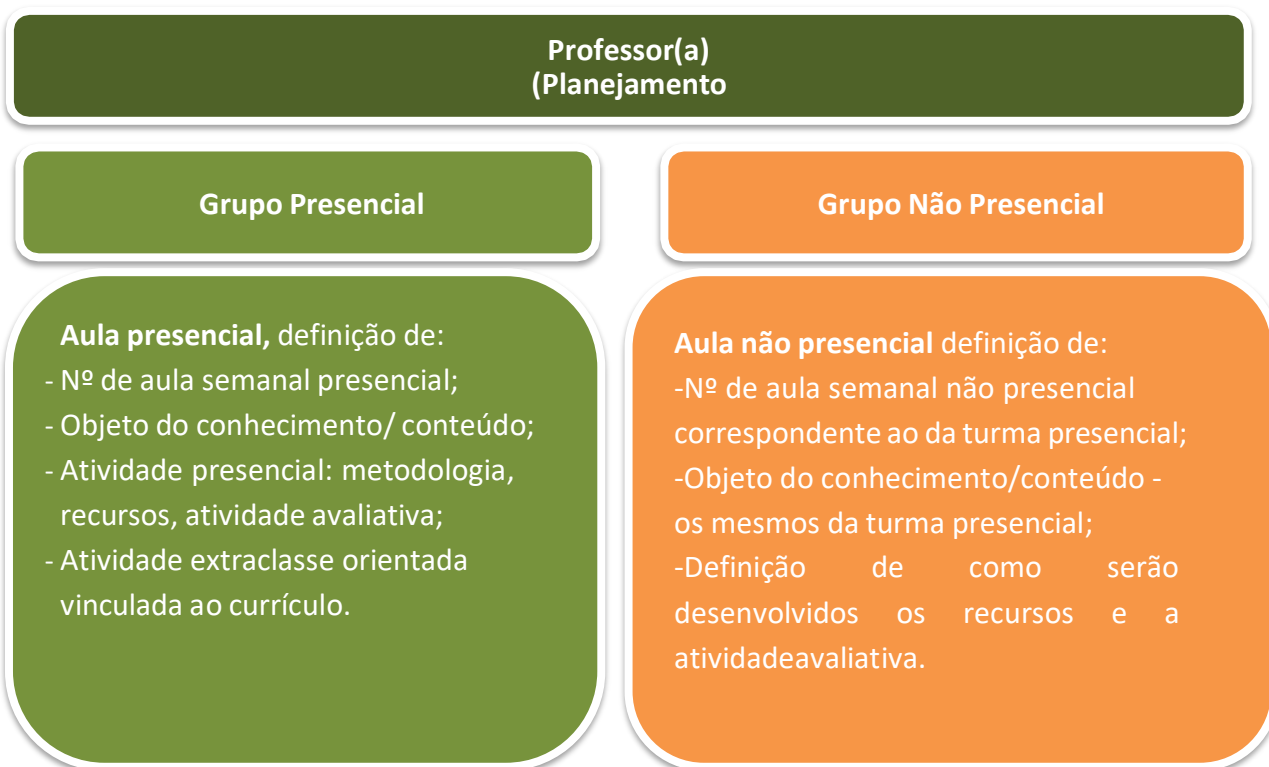 Professor(a)
(Planejamento
Grupo Presencial
Grupo Não Presencial
Aula presencial, definição de:
- Nº de aula semanal presencial;
- Objeto do conhecimento/ conteúdo;
- Atividade presencial: metodologia,
recursos, atividade avaliativa;
- Atividade extraclasse orientada
vinculada ao currículo.
Aula não presencial definição de:
-Nº de aula semanal não presencial
correspondente ao da turma presencial;
-Objeto do conhecimento/conteúdo -
os mesmos da turma presencial;
-Definição de como serão
desenvolvidos os recursos e a
atividadeavaliativa.